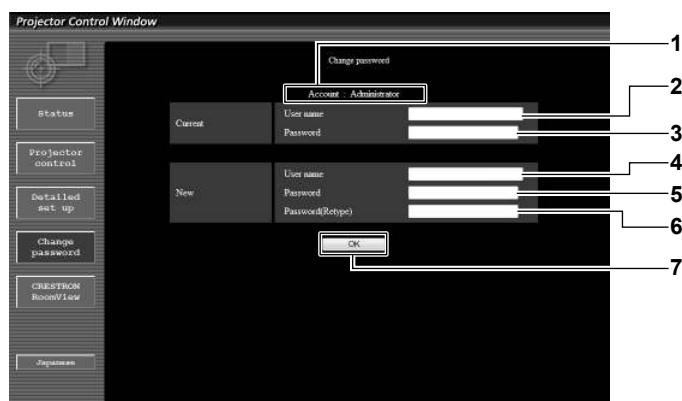 Projector Control Window
Change password
Account : Administrator
Current
User name
Password
New
User name
Password
Password(Retype)
OK
Status
Projector
control
Detailed
set up
Change
password
CRESTRON
RoomView
Japanese
1
2
3
4
5
6
7